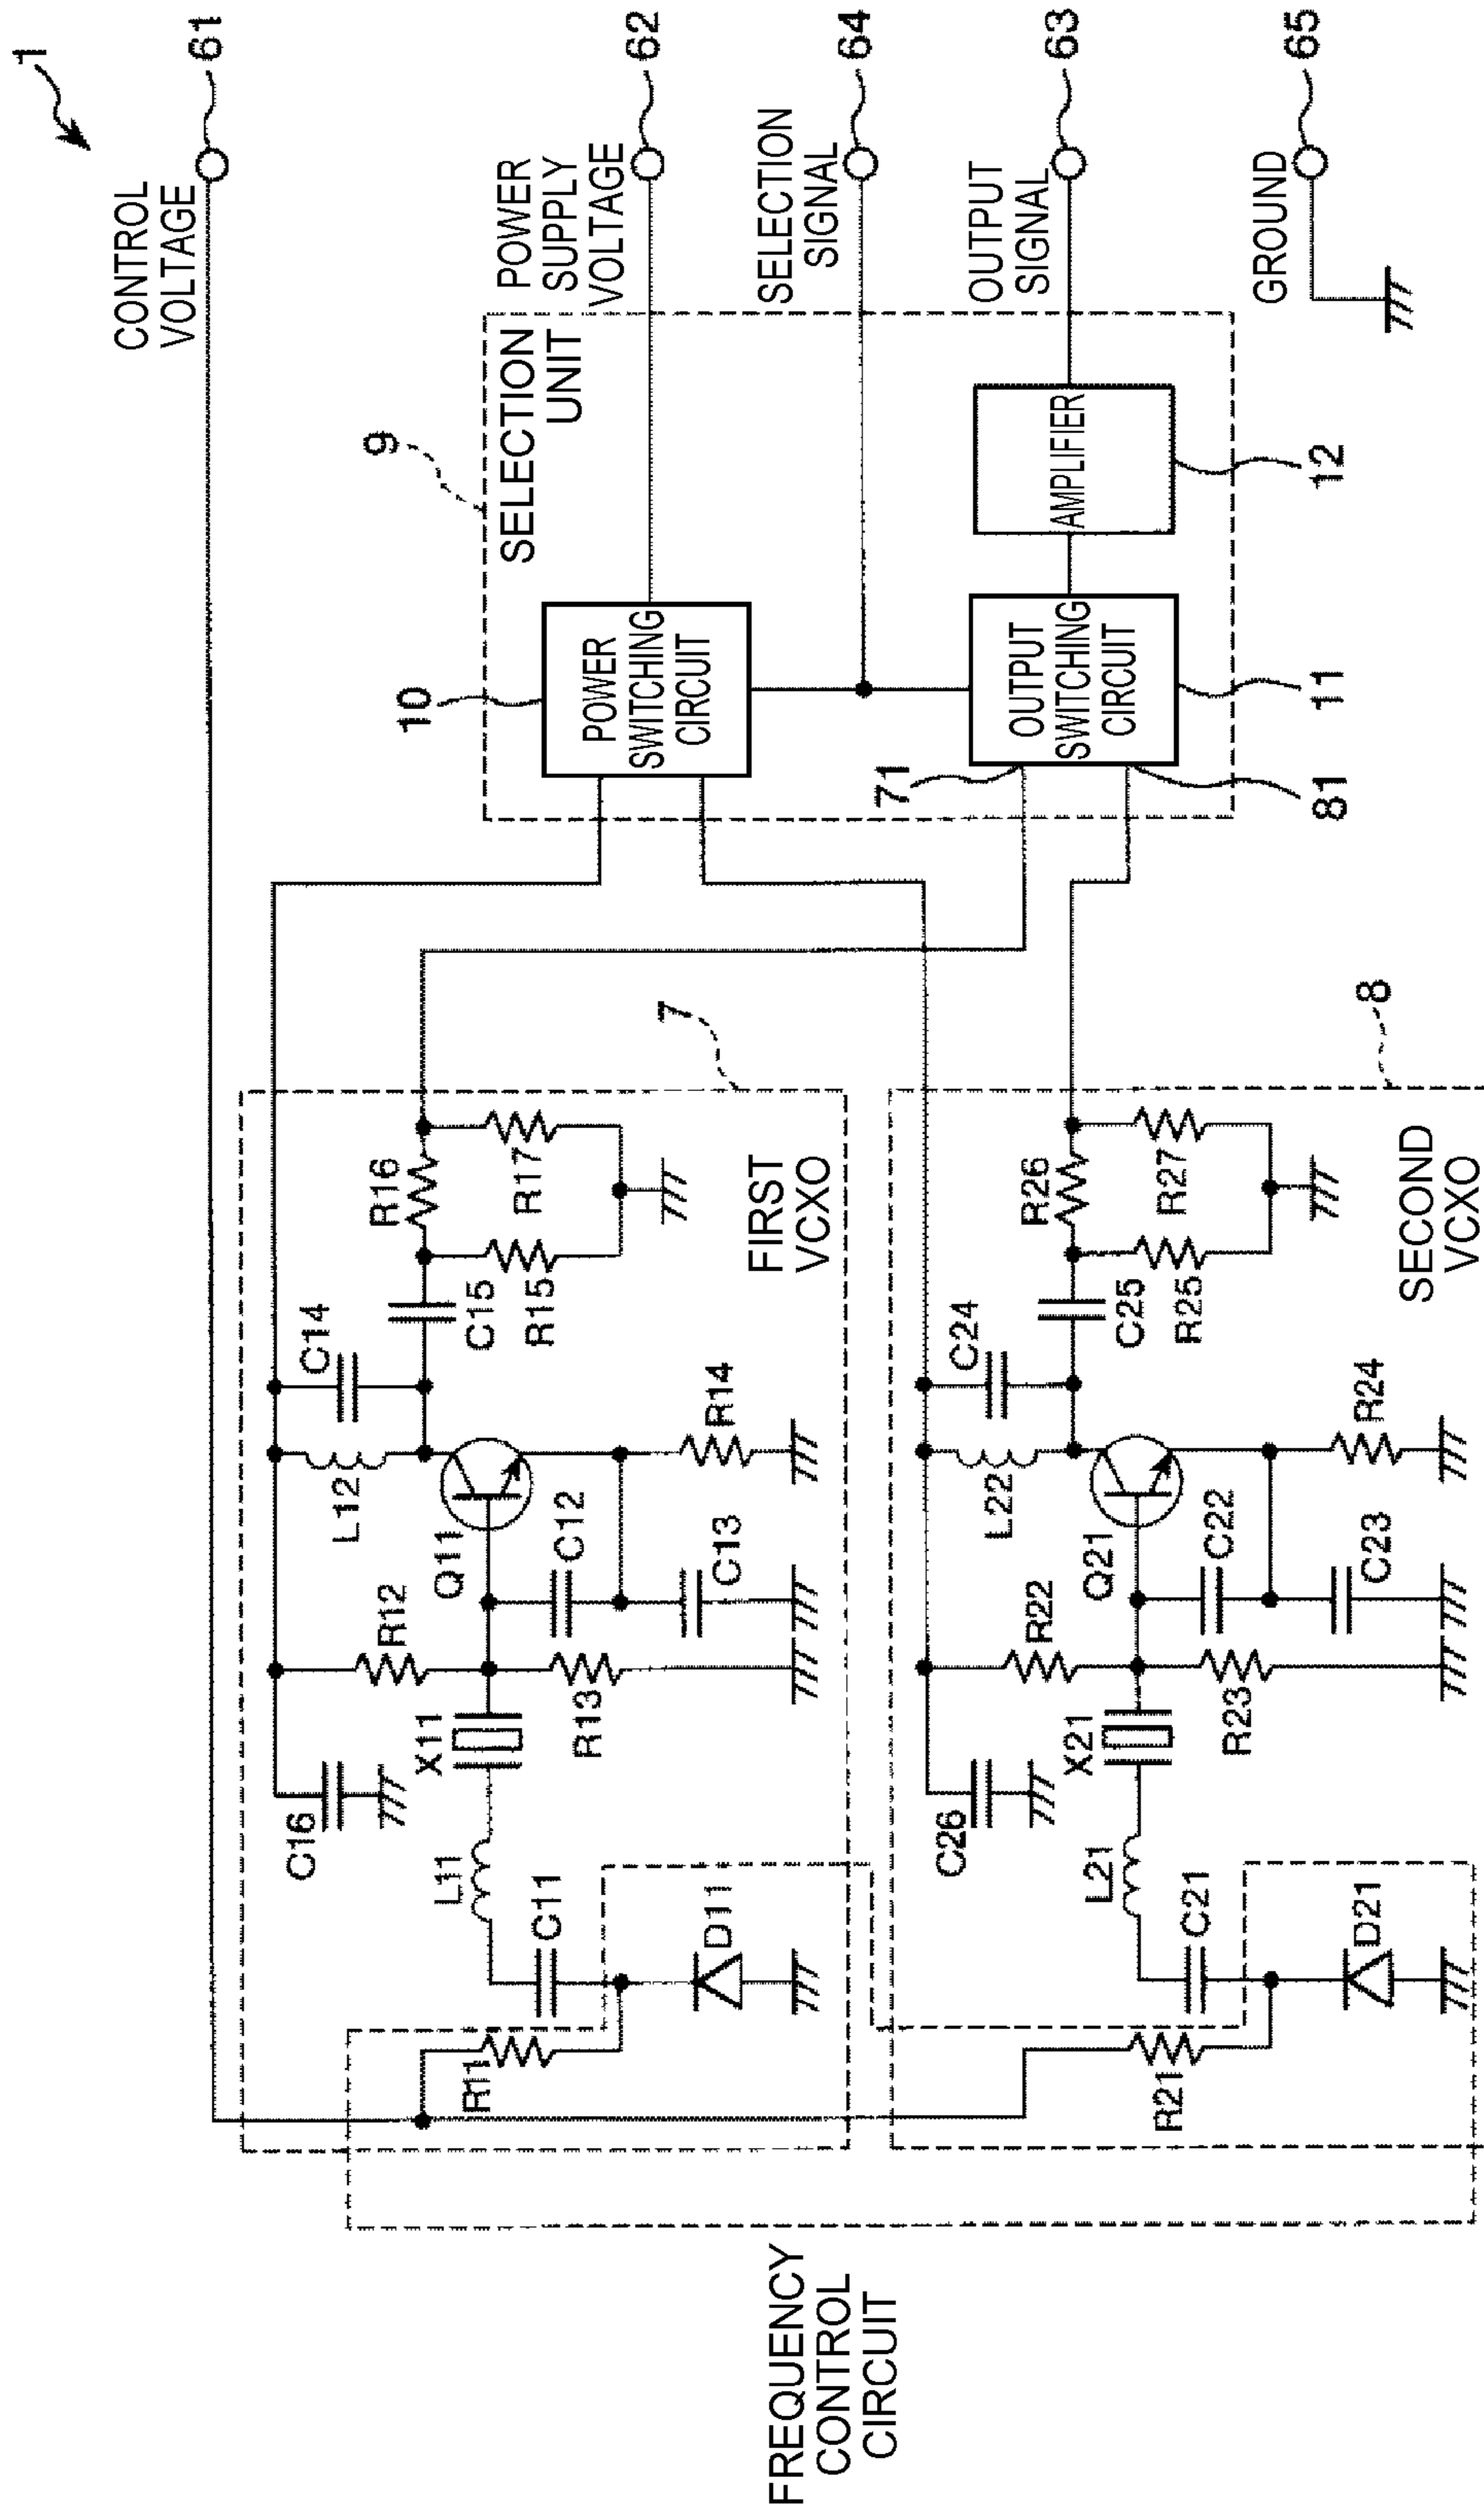 1
CONTROL
VOLTAGE
61
POWER
SUPPLY
VOLTAGE
62
SELECTION
SIGNAL
64
OUTPUT
SIGNAL
63
GROUND
65
9
SELECTION
UNIT
10
POWER
SWITCHING
CIRCUIT
OUTPUT
SWITCHING
CIRCUIT
11
AMPLIFIER
12
71
81
7
FIRST
VCXO
C16
R12
L12
C14
R16
C15
R15
R17
Q11
X11
L11
C11
R13
C12
C13
R14
R11
D11
8
SECOND
VCXO
C26
R22
L22
C24
R26
C25
R25
R27
Q21
X21
L21
C21
R23
C22
C23
R24
R21
D21
FREQUENCY
CONTROL
CIRCUIT